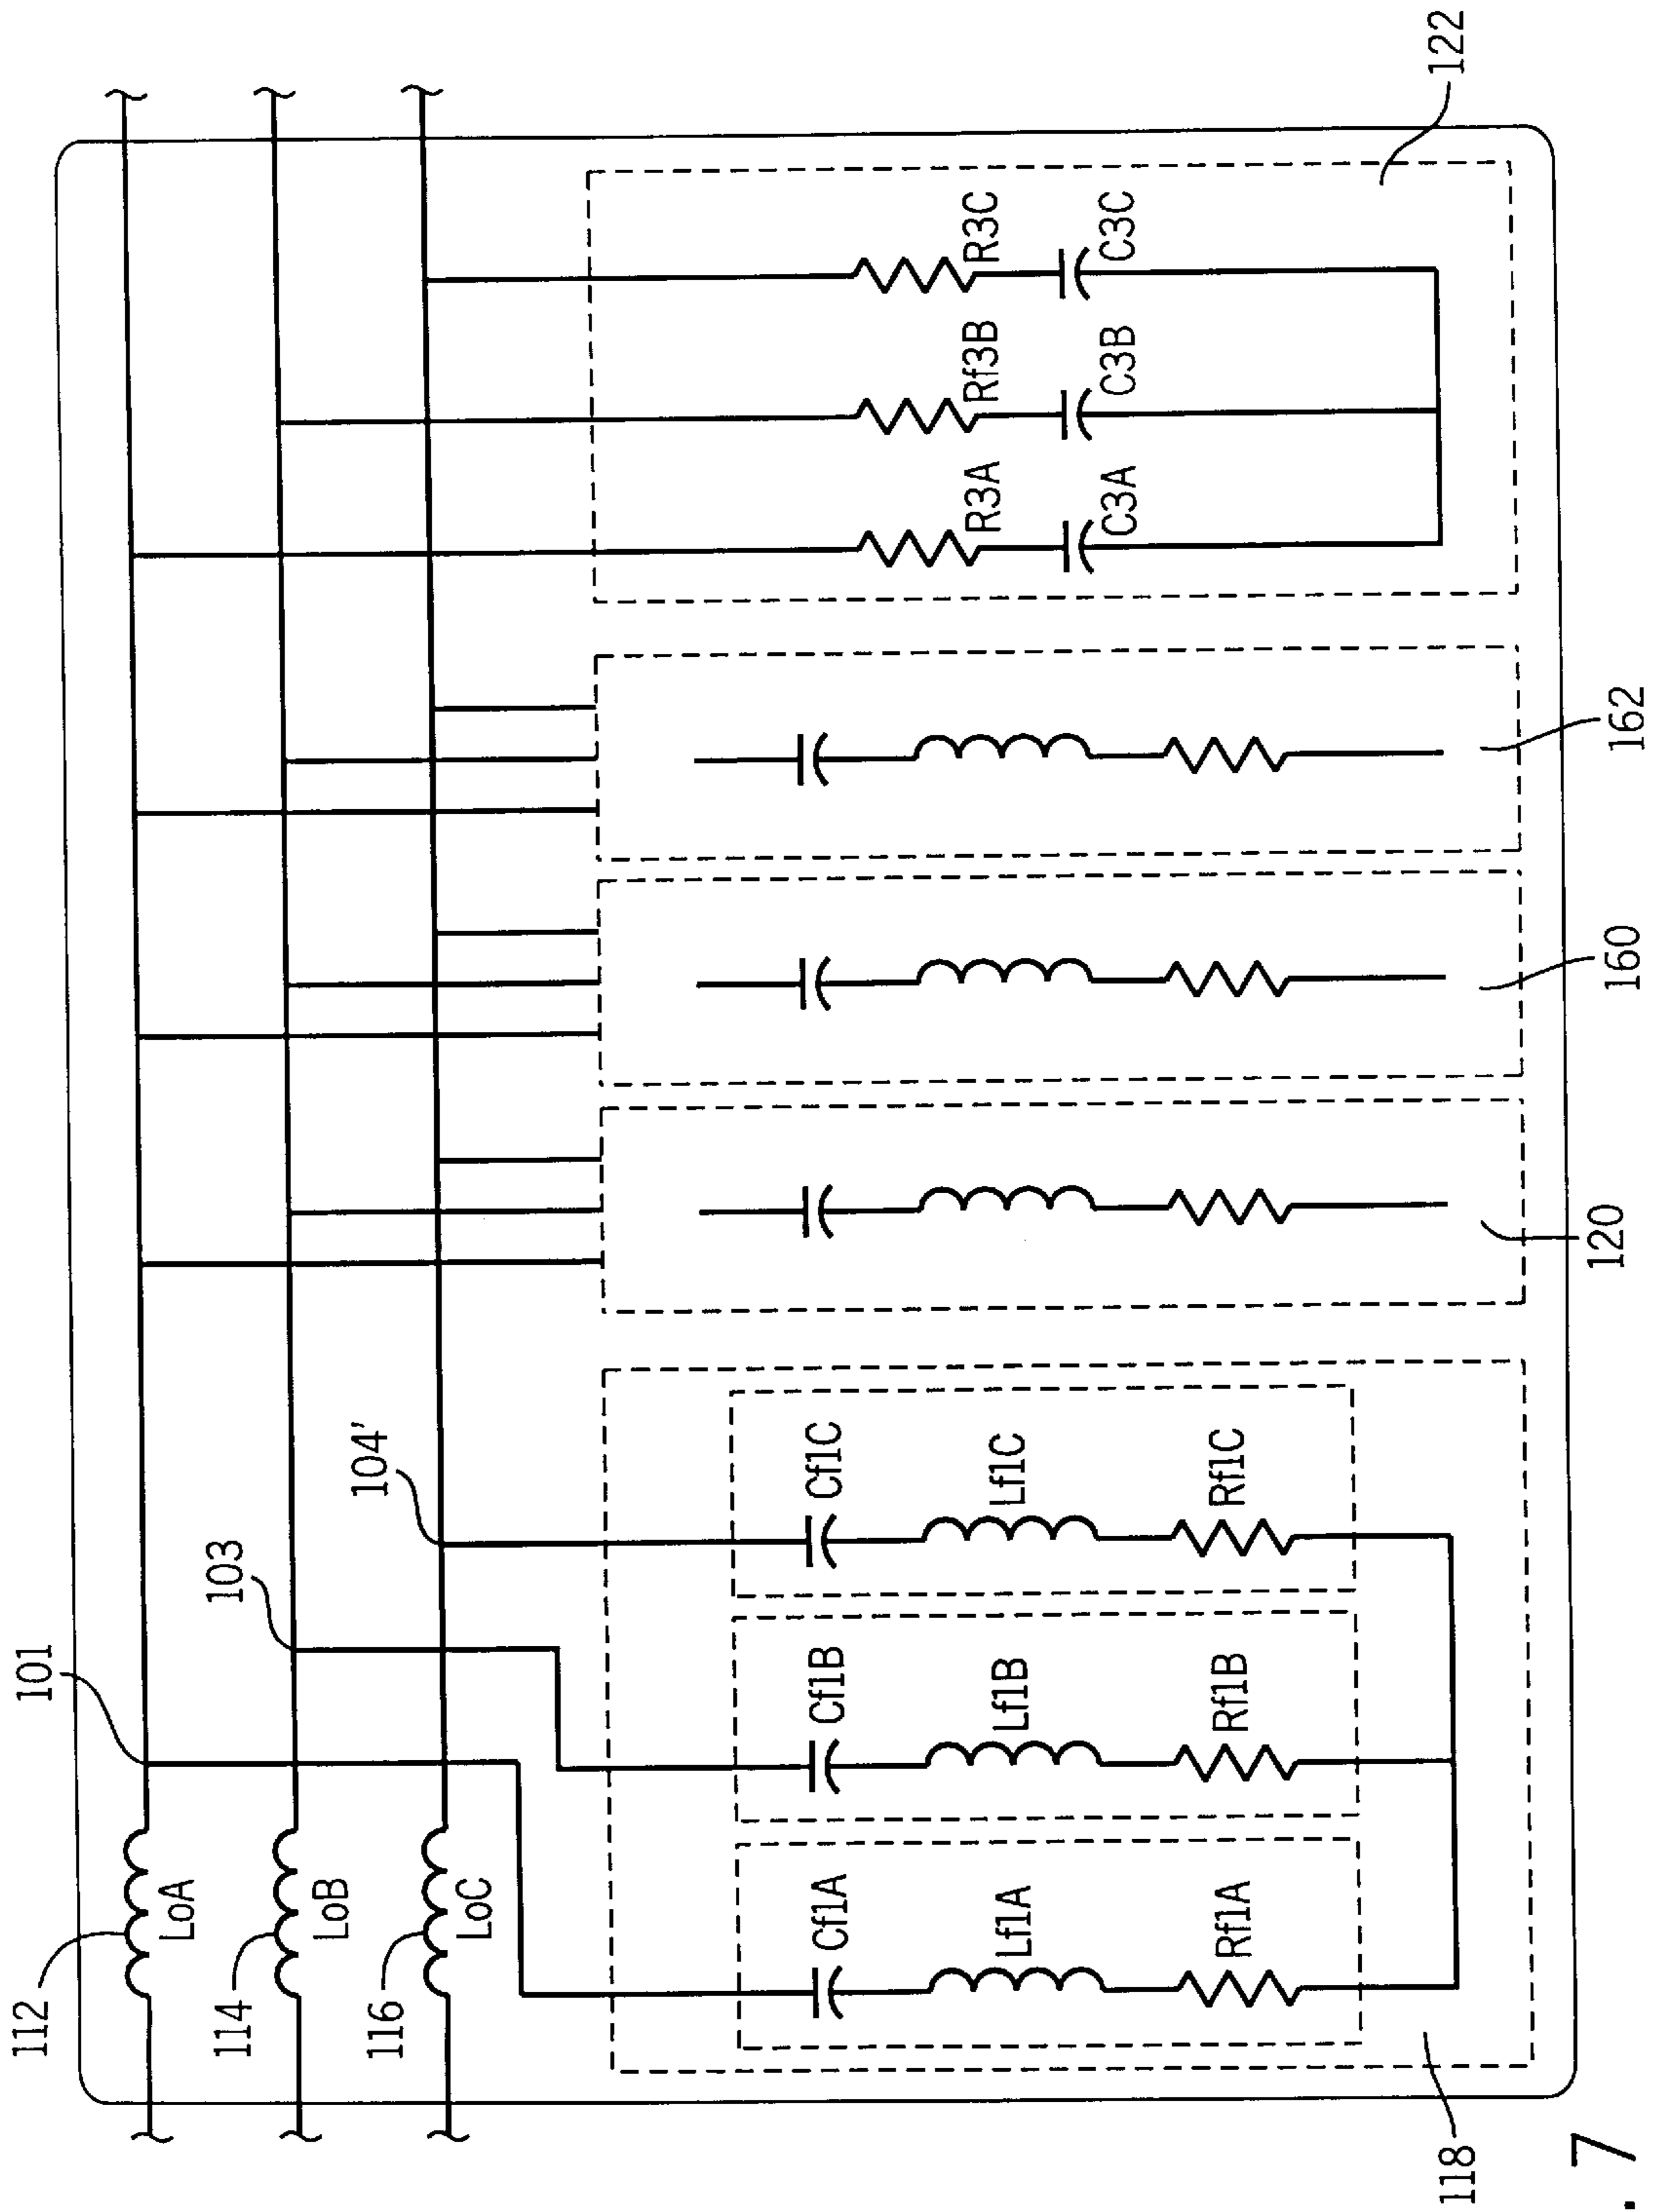 112
LoA
101
114
LoB
103
116
LoC
104'
118
Cf1A
Lf1A
Rf1A
Cf1B
Lf1B
Rf1B
Cf1C
Lf1C
Rf1C
120
160
162
R3A
C3A
Rf3B
C3B
R3C
C3C
122
. 7